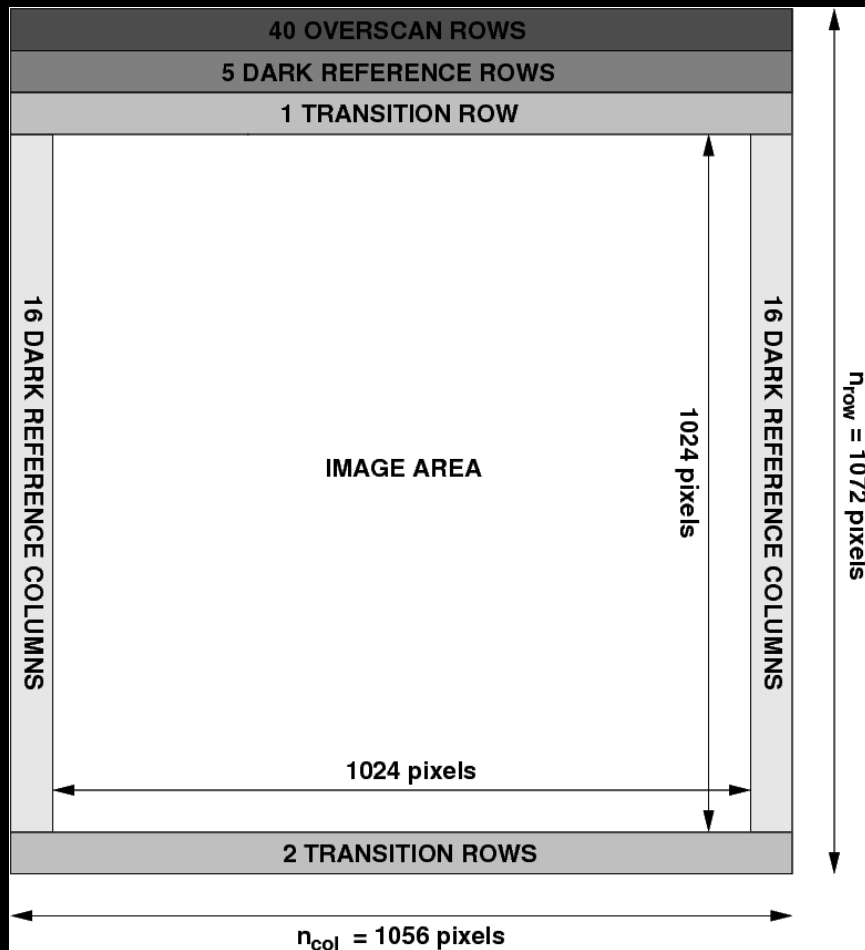 40 OVERSCAN ROWS
5 DARK REFERENCE ROWS
1 TRANSITION ROW
16 DARK REFERENCE COLUMNS
IMAGE AREA
1024 pixels
16 DARK REFERENCE COLUMNS
n_row = 1072 pixels
1024 pixels
2 TRANSITION ROWS
n_col = 1056 pixels